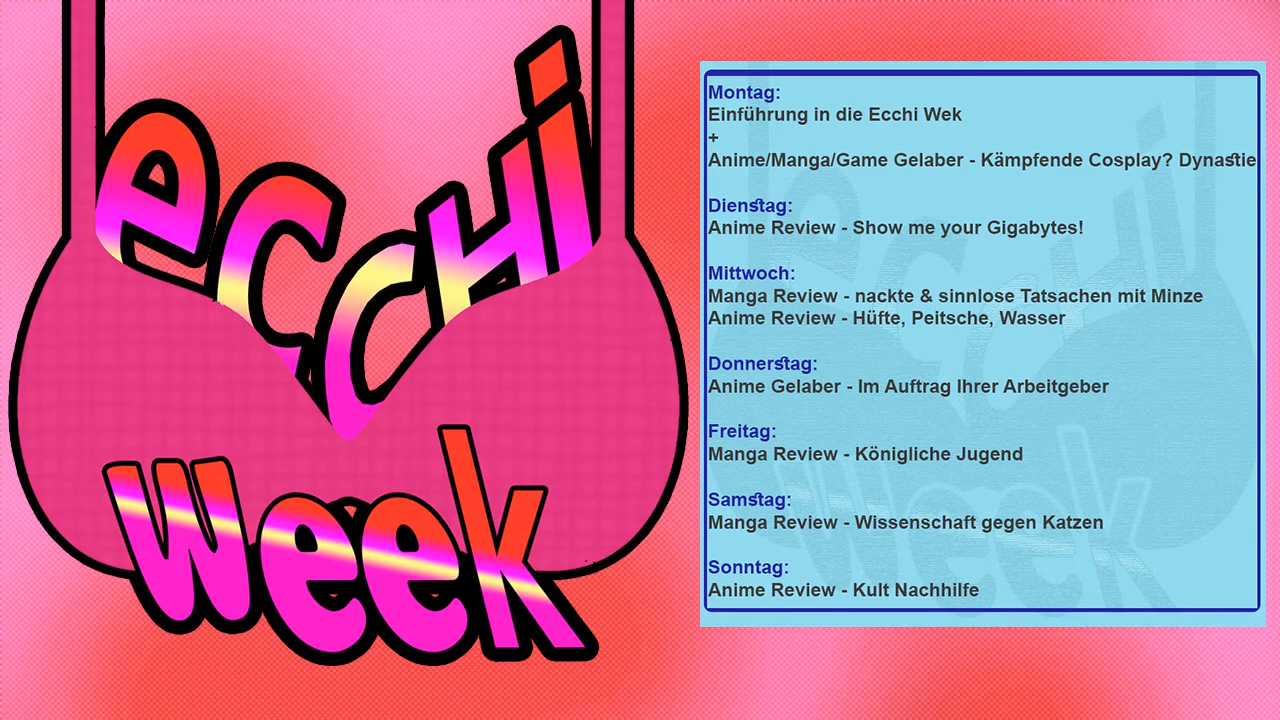 ecchi
week
Montag:
Einführung in die Ecchi Wek
+
Anime/Manga/Game Gelaber - Kämpfende Cosplay? Dynastie
Dienstag:
Anime Review - Show me your Gigabytes!
Mittwoch:
Manga Review - nackte & sinnlose Tatsachen mit Minze
Anime Review - Hüfte, Peitsche, Wasser
Donnerstag:
Anime Gelaber - Im Auftrag Ihrer Arbeitgeber
Freitag:
Manga Review - Königliche Jugend
Samstag:
Manga Review - Wissenschaft gegen Katzen
Sonntag:
Anime Review - Kult Nachhilfe